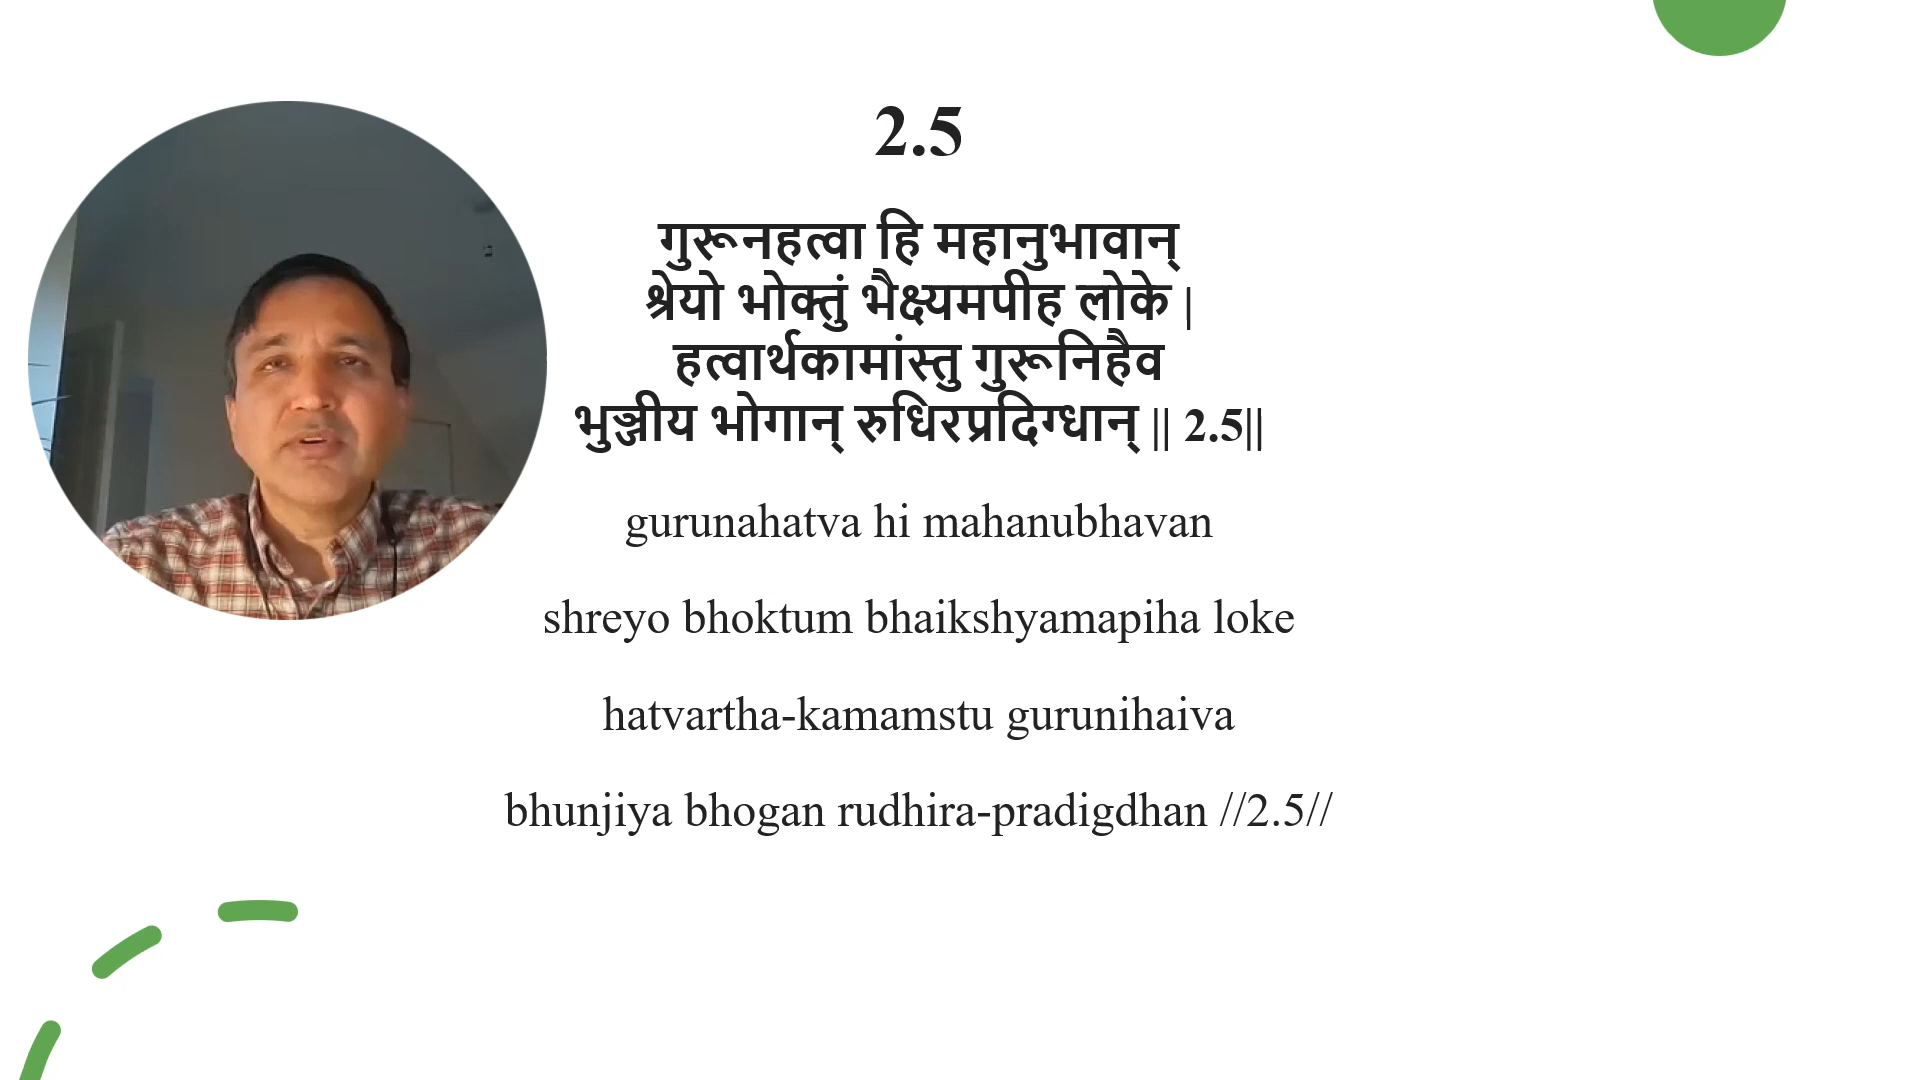 2.5
गुरूनहत्वा हि महानुभावान्
श्रेयो भोक्तुं भैक्ष्यमपीह लोके |
हत्वार्थकामांस्तु गुरूनिहैव
भुञ्जीय भोगान् रुधिरप्रदिग्धान् || 2.5||
gurunahatva hi mahanubhavan
shreyo bhoktum bhaikshyamapiha loke
hatvartha-kamamstu gurunihaiva
bhunjiya bhogan rudhira-pradigdhan //2.5//